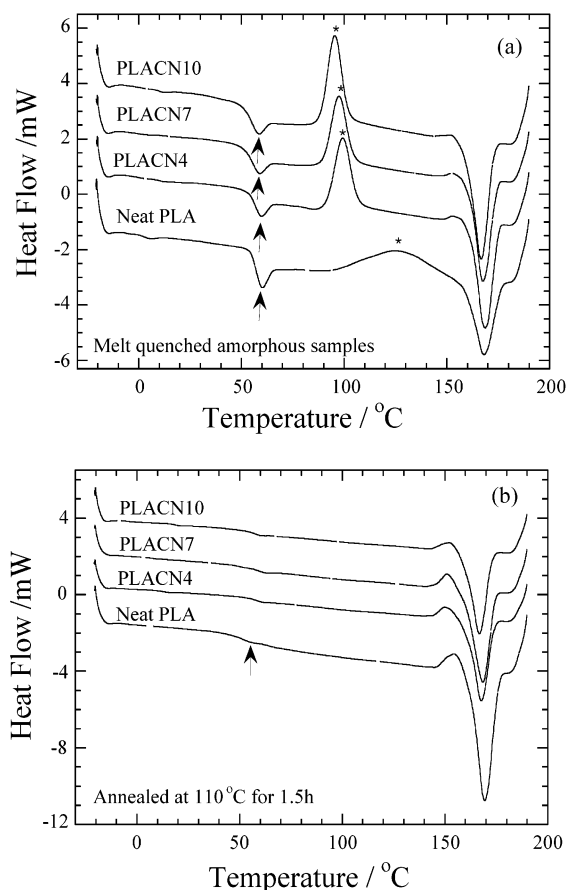 6
(a)
PLACN10
*
4
PLACN7
*
2
PLACN4
*
0
Neat PLA
*
-2
-4
Melt quenched amorphous samples
-6
0 50 100 150 200
Heat Flow /mW
Temperature / °C
(b)
PLACN10
4
PLACN7
PLACN4
0
Neat PLA
-4
-8
Annealed at 110 °C for 1.5h
-12
0 50 100 150 200
Heat Flow /mW
Temperature / °C